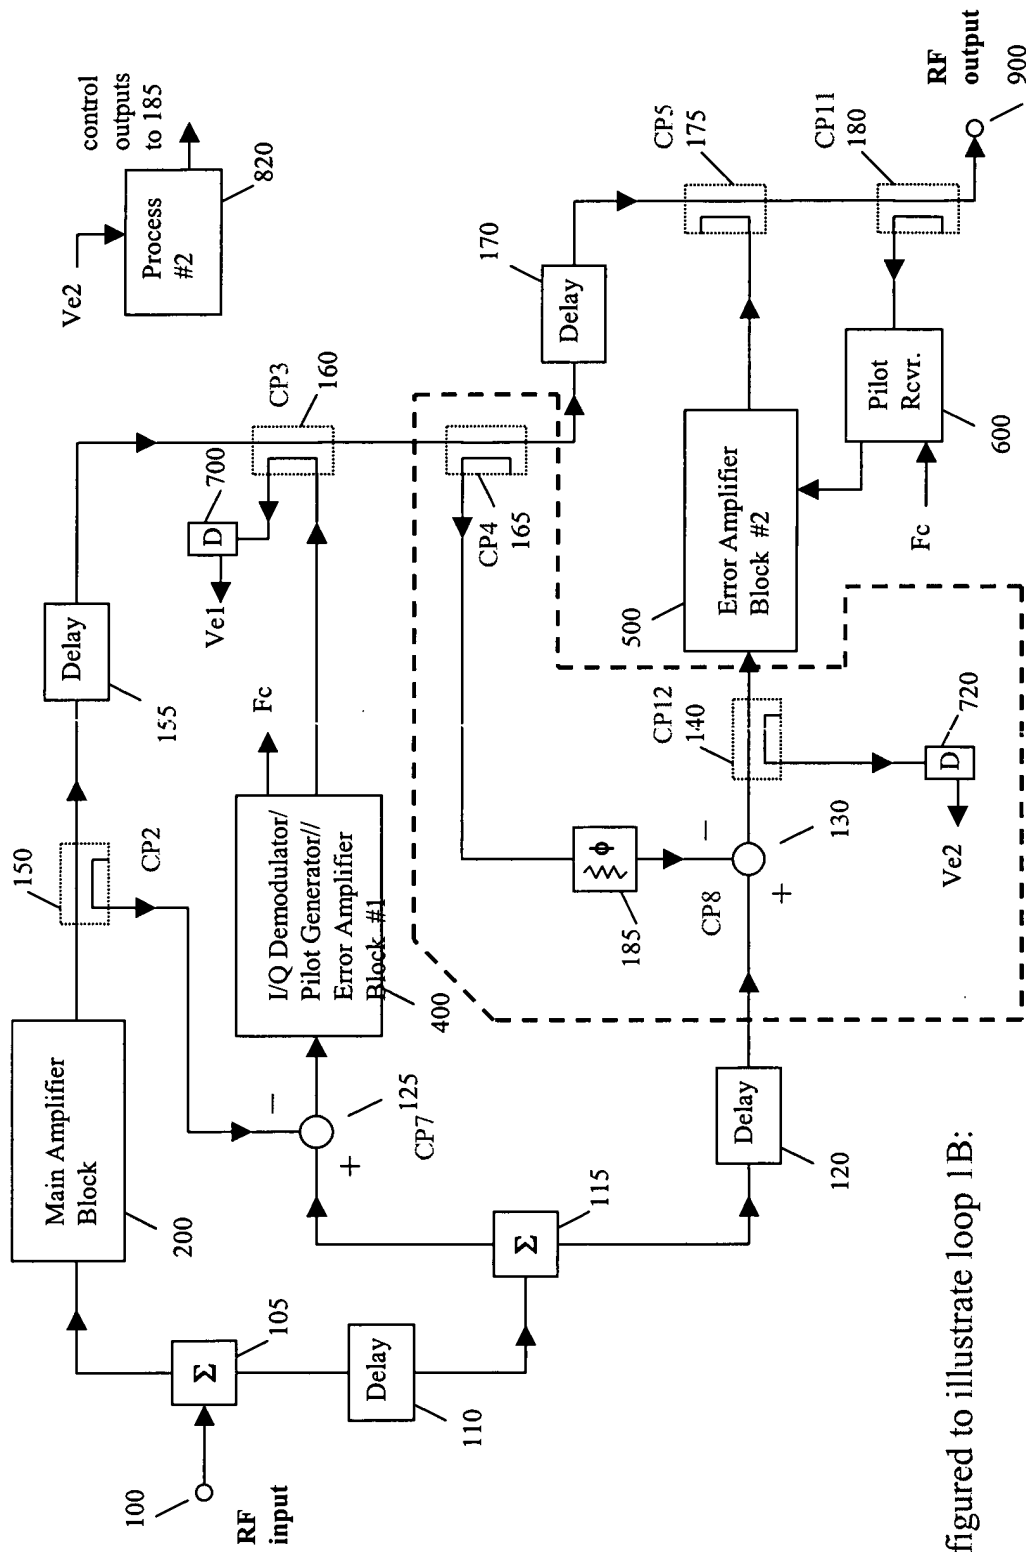 RF
input
100
Σ
105
Delay
110
Main Amplifier
Block
200
150
CP2
Delay
155
Σ
115
+
−
125
CP7
I/Q Demodulator/
Pilot Generator//
Error Amplifier
Block #1
400
Fc
Ve1
D
700
CP3
160
Ve2
Process
#2
820
control
outputs
to 185
Delay
120
CP4
165
ϕ
185
−
+
CP8
130
CP12
140
D
720
Ve2
Delay
170
Error Amplifier
Block #2
500
CP5
175
CP11
180
Pilot
Rcvr.
600
Fc
RF
output
900
figured to illustrate loop 1B: